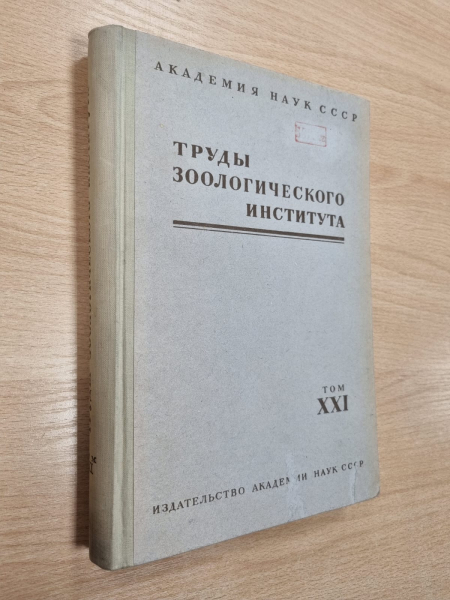 АКАДЕМИЯ НАУК СССР
ТРУДЫ
ЗООЛОГИЧЕСКОГО
ИНСТИТУТА
ТОМ
XXI
ИЗДАТЕЛЬСТВО АКАДЕМИИ НАУК СССР